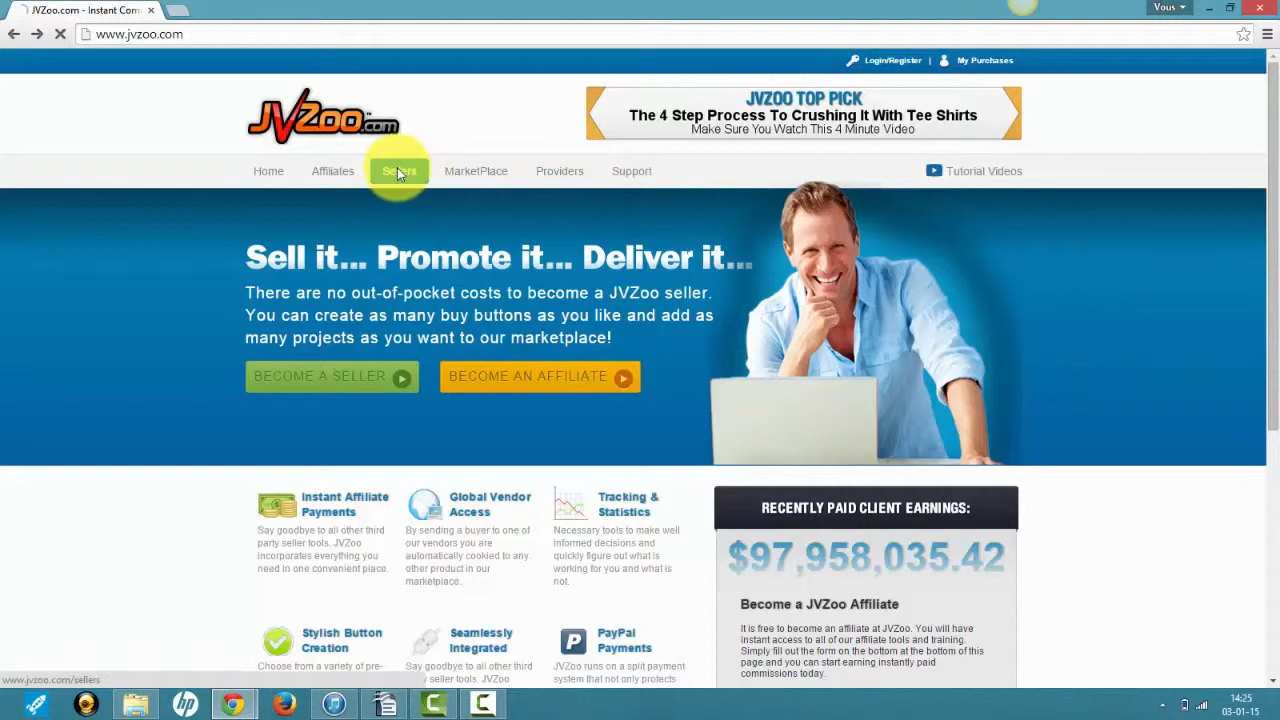 JVZoo.com - Instant Com
Vous
www.jvzoo.com
Login/Register | My Purchases
JVZoo.com
JVZOO TOP PICK
The 4 Step Process To Crushing It With Tee Shirts
Make Sure You Watch This 4 Minute Video
Home Affiliates Sellers MarketPlace Providers Support Tutorial Videos
Sell it... Promote it... Deliver it...
There are no out-of-pocket costs to become a JVZoo seller.
You can create as many buy buttons as you like and add as
many projects as you want to our marketplace!
BECOME A SELLER BECOME AN AFFILIATE
Instant Affiliate
Payments
Say goodbye to all other third
party seller tools. JVZoo
incorporates everything you
need in one convenient place.
Global Vendor
Access
By sending a buyer to one of
our vendors you are
automatically cookied to any
other product in our
marketplace.
Tracking &
Statistics
Necessary tools to make well
informed decisions and
quickly figure out what is
working for you and what is
not.
RECENTLY PAID CLIENT EARNINGS:
$97,958,035.42
Become a JVZoo Affiliate
It is free to become an affiliate at JVZoo. You will have
instant access to all of our affiliate tools and training.
Simply fill out the form on the bottom at the bottom of this
page and you can start earning instantly paid
commissions today.
Stylish Button
Creation
Choose from a variety of pre-
Seamlessly
Integrated
Say goodbye to all other third
seller tools. JVZoo
PayPal
Payments
JVZoo runs on a split payment
system that not only protects
www.jvzoo.com/sellers
14:25
03-01-15